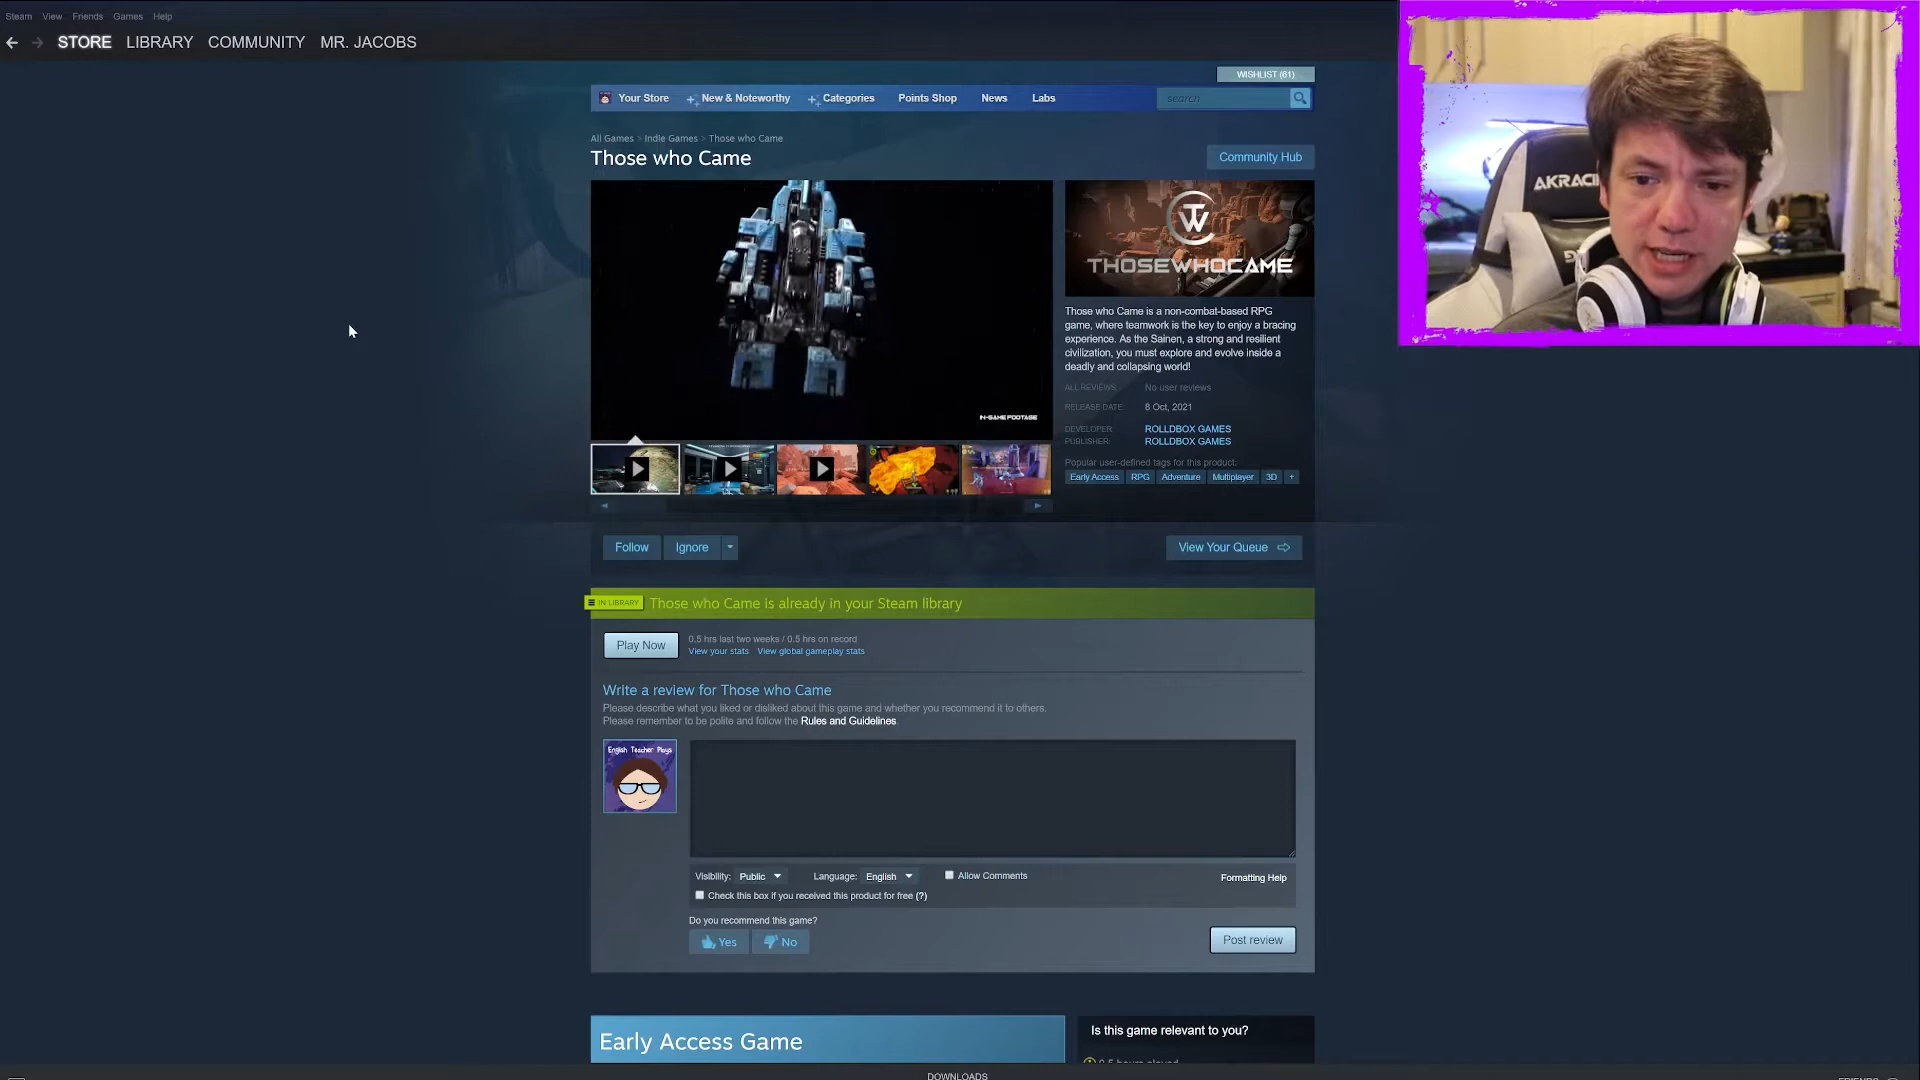 Steam View Friends Games Help
STORE LIBRARY COMMUNITY MR. JACOBS
WISHLIST (61)
Your Store New & Noteworthy Categories Points Shop News Labs search
All Games > Indie Games > Those who Came
Those who Came
Community Hub
IN-GAME FOOTAGE
THOSEWHOCAME
Those who Came is a non-combat-based RPG
game, where teamwork is the key to enjoy a bracing
experience. As the Sainen, a strong and resilient
civilization, you must explore and evolve inside a
deadly and collapsing world!
ALL REVIEWS: No user reviews
RELEASE DATE: 8 Oct, 2021
DEVELOPER: ROLLDBOX GAMES
PUBLISHER: ROLLDBOX GAMES
Popular user-defined tags for this product:
Early Access RPG Adventure Multiplayer 3D +
Follow Ignore View Your Queue
IN LIBRARY Those who Came is already in your Steam library
Play Now
0.5 hrs last two weeks / 0.5 hrs on record
View your stats View global gameplay stats
Write a review for Those who Came
Please describe what you liked or disliked about this game and whether you recommend it to others.
Please remember to be polite and follow the Rules and Guidelines.
English Teacher Plays
Visibility: Public Language: English Allow Comments Formatting Help
Check this box if you received this product for free (?)
Do you recommend this game?
Yes No
Post review
Early Access Game
Is this game relevant to you?
DOWNLOADS
AKRACI